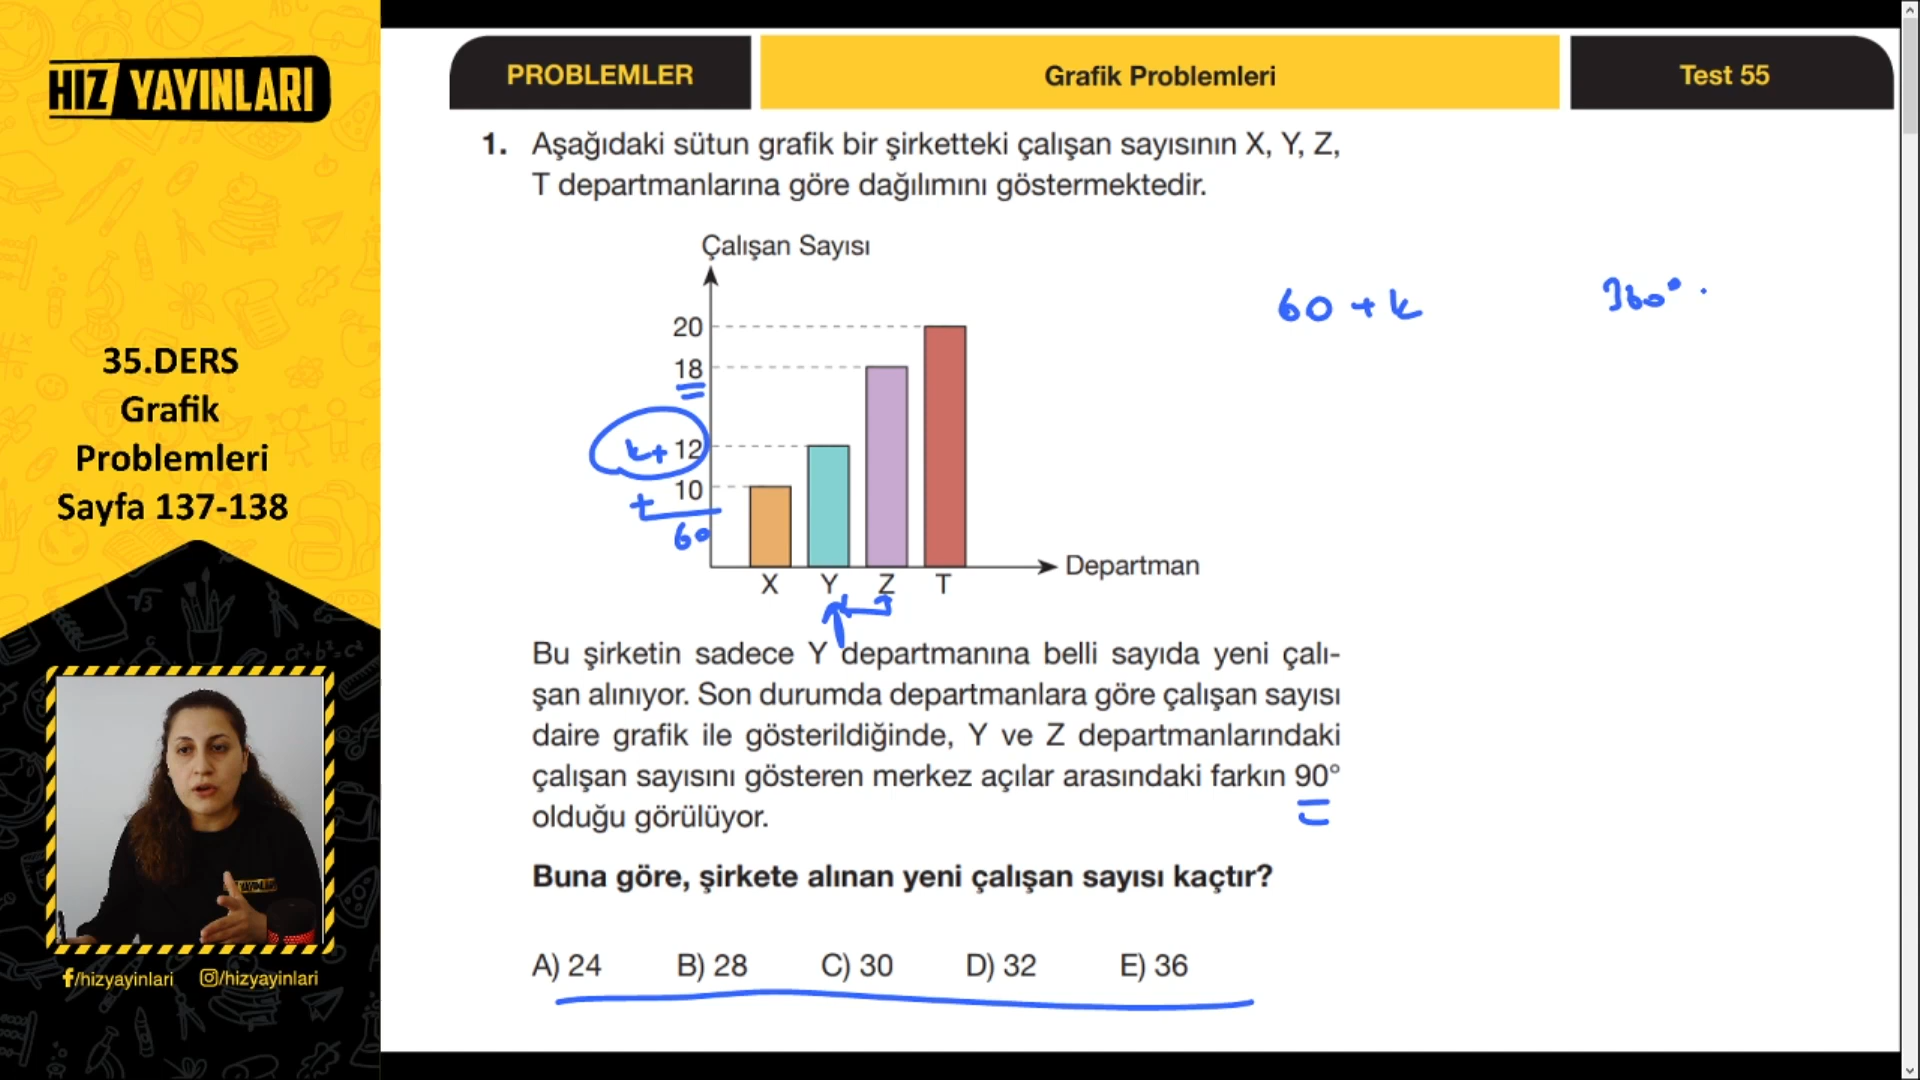 HIZ YAYINLARI
35.DERS
Grafik
Problemleri
Sayfa 137-138
f/hizyayinlari
/hizyayinlari
PROBLEMLER
Grafik Problemleri
Test 55
1. Aşağıdaki sütun grafik bir şirketteki çalışan sayısının X, Y, Z,
T departmanlarına göre dağılımını göstermektedir.
Çalışan Sayısı
20
18
k+ 12
+ 10
60
X Y Z T
Departman
60 + k
360°
Bu şirketin sadece Y departmanına belli sayıda yeni çalı-
şan alınıyor. Son durumda departmanlara göre çalışan sayısı
daire grafik ile gösterildiğinde, Y ve Z departmanlarındaki
çalışan sayısını gösteren merkez açılar arasındaki farkın 90°
olduğu görülüyor.
Buna göre, şirkete alınan yeni çalışan sayısı kaçtır?
A) 24 B) 28 C) 30 D) 32 E) 36